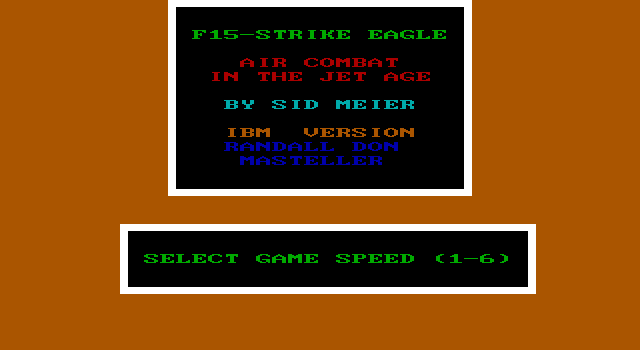 F15-STRIKE EAGLE
AIR COMBAT
IN THE JET AGE
BY SID MEIER
IBM VERSION
RANDALL DON
MASTELLER
SELECT GAME SPEED (1-6)